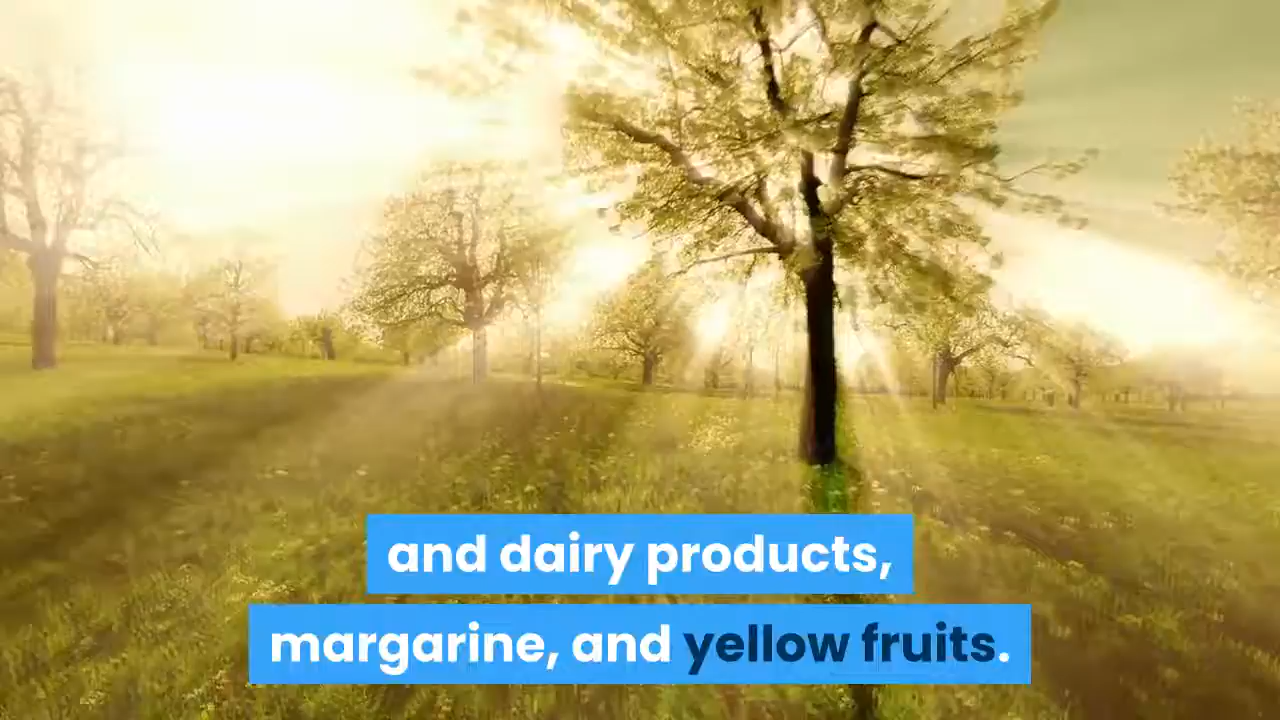 and dairy products,
margarine, and yellow fruits.